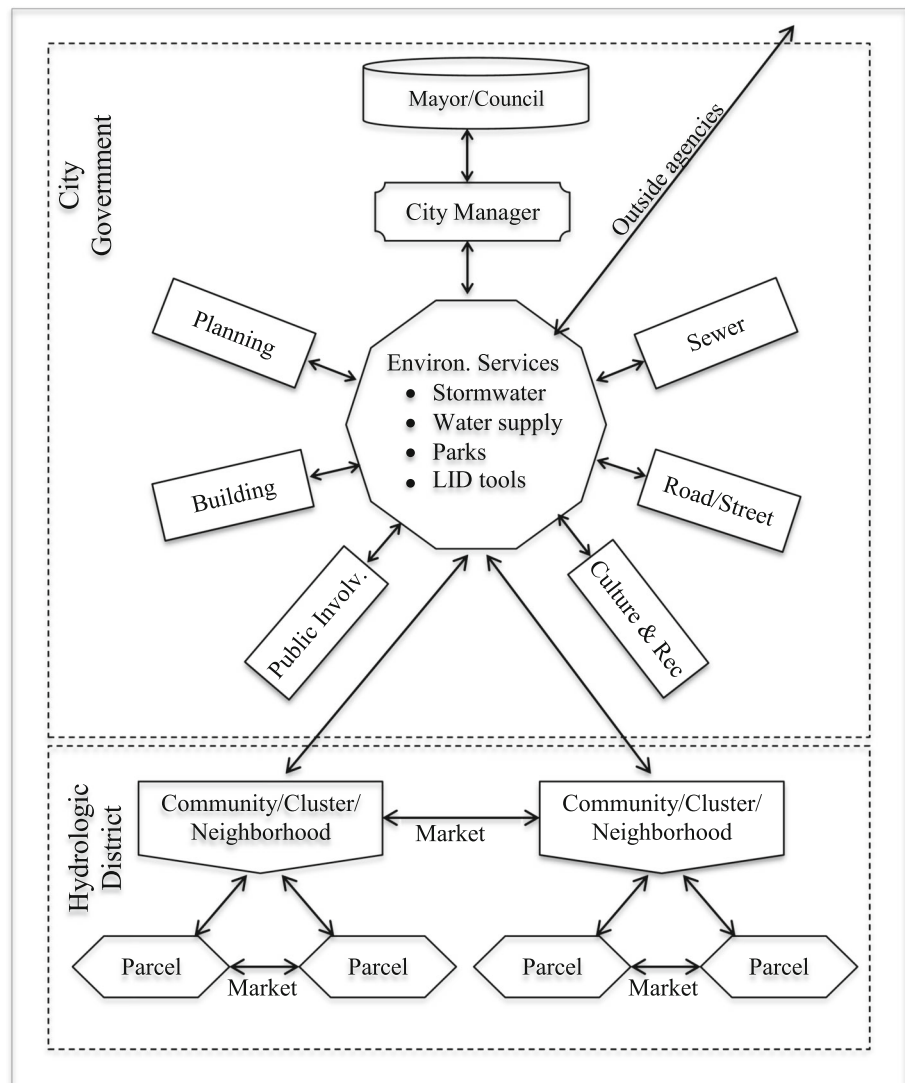 City
Government
Mayor/Council
City Manager
Outside agencies
Planning
Sewer
Environ. Services
• Stormwater
• Water supply
• Parks
• LID tools
Building
Road/Street
Public Involv.
Culture & Rec
Hydrologic
District
Community/Cluster/
Neighborhood
Market
Community/Cluster/
Neighborhood
Parcel
Market
Parcel
Parcel
Market
Parcel